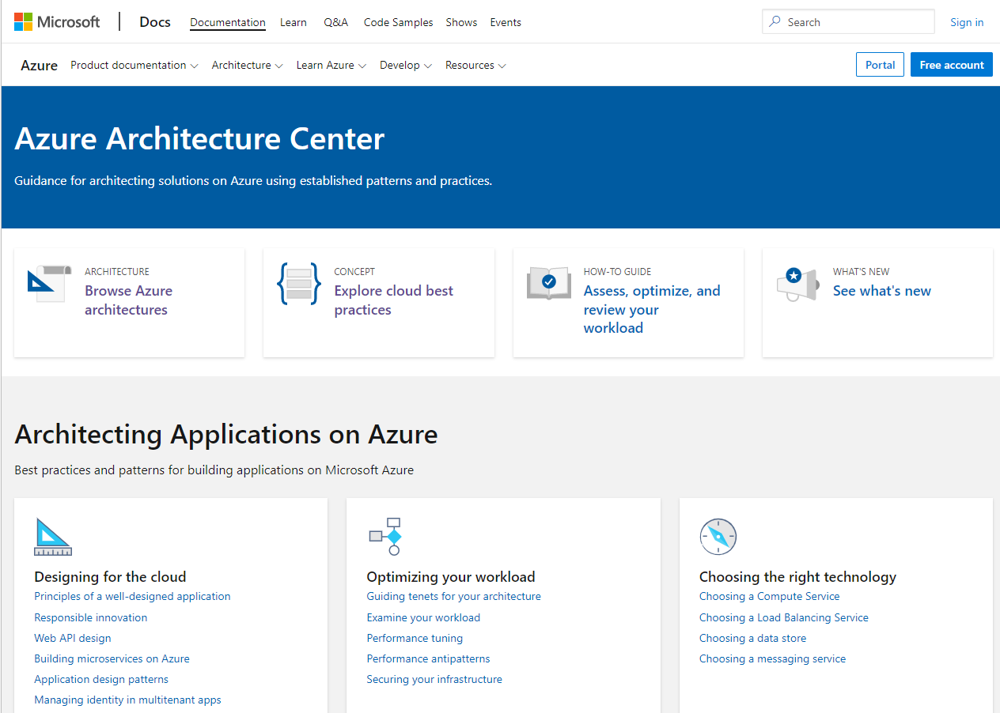 Microsoft Docs Documentation Learn Q&A Code Samples Shows Events Search Sign in
Azure Product documentation Architecture Learn Azure Develop Resources Portal Free account
Azure Architecture Center
Guidance for architecting solutions on Azure using established patterns and practices.
ARCHITECTURE
Browse Azure
architectures
CONCEPT
Explore cloud best
practices
HOW-TO GUIDE
Assess, optimize, and
review your
workload
WHAT'S NEW
See what's new
Architecting Applications on Azure
Best practices and patterns for building applications on Microsoft Azure
Designing for the cloud
Principles of a well-designed application
Responsible innovation
Web API design
Building microservices on Azure
Application design patterns
Managing identity in multitenant apps
Optimizing your workload
Guiding tenets for your architecture
Examine your workload
Performance tuning
Performance antipatterns
Securing your infrastructure
Choosing the right technology
Choosing a Compute Service
Choosing a Load Balancing Service
Choosing a data store
Choosing a messaging service